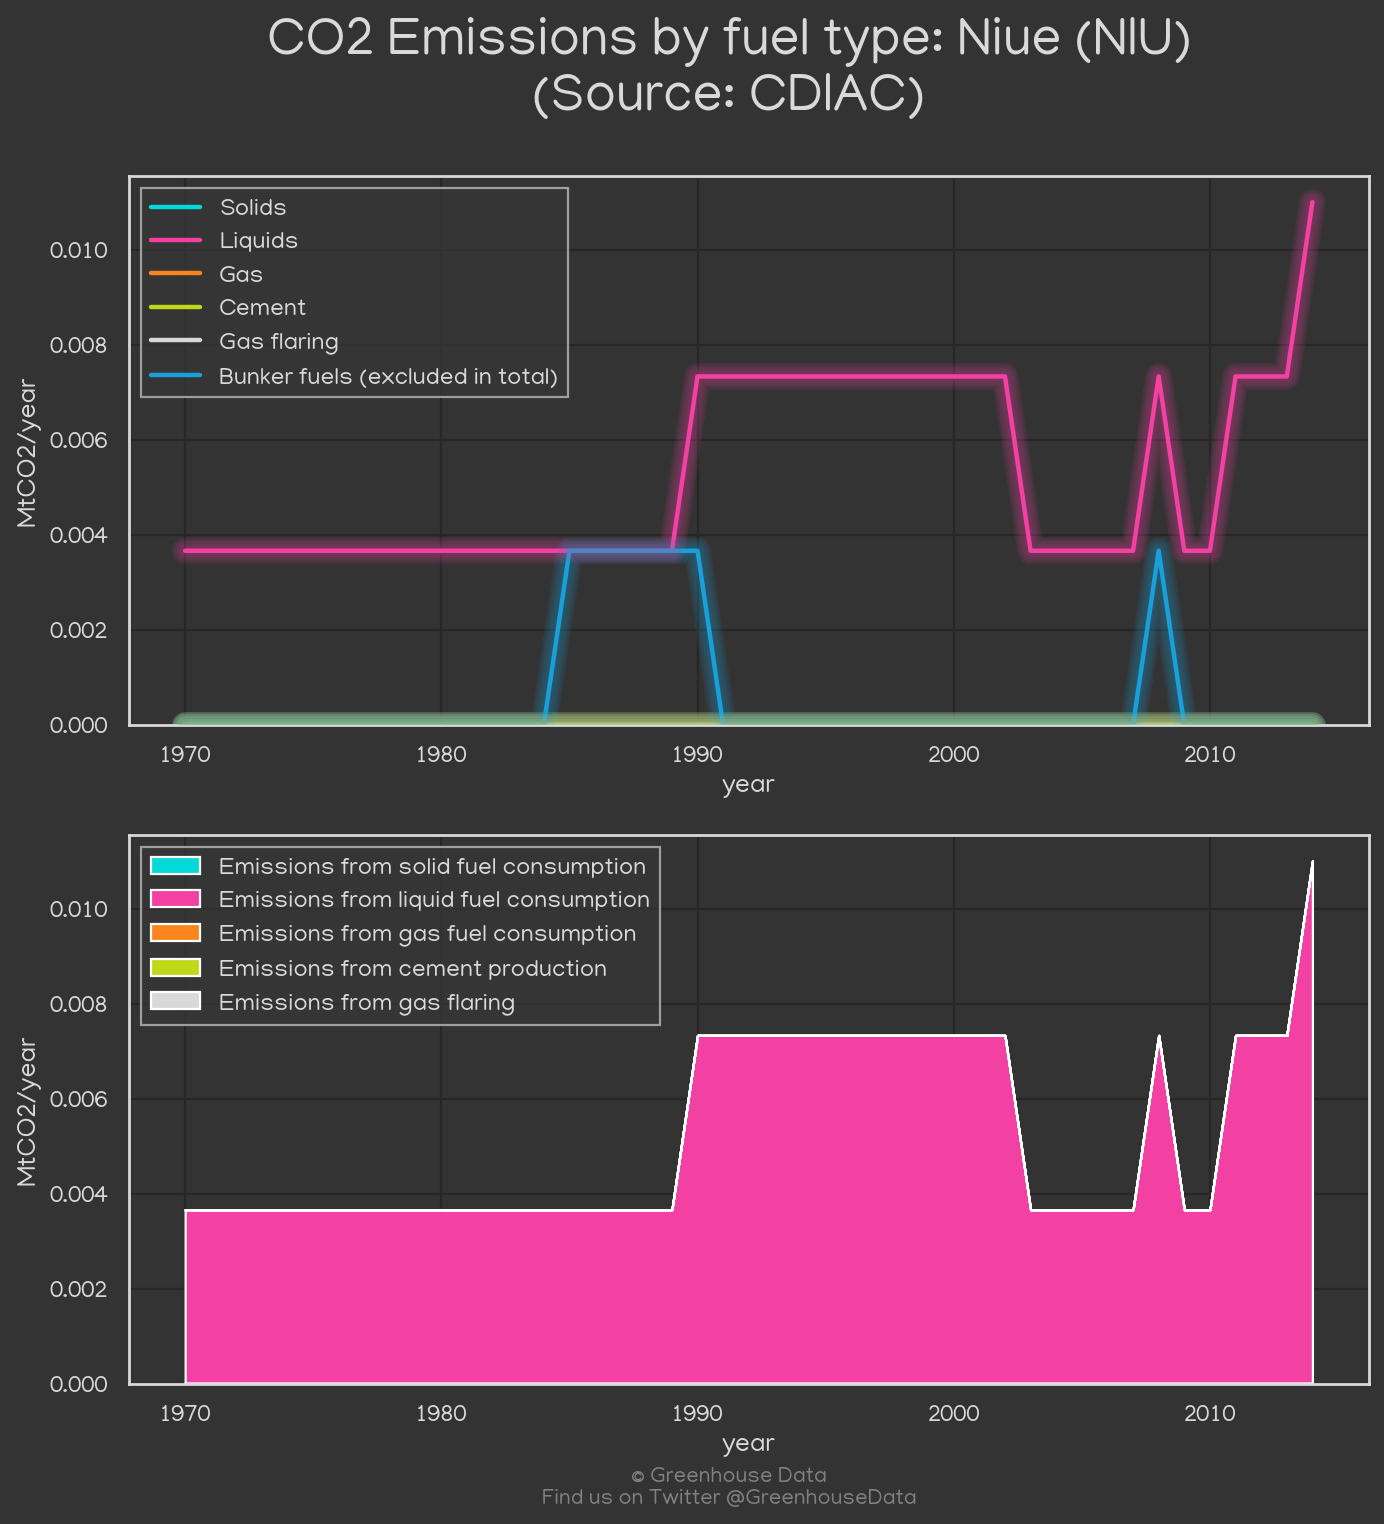 CO2 Emissions by fuel type: Niue (NIU)
(Source: CDIAC)
Solids
Liquids
Gas
Cement
Gas flaring
Bunker fuels (excluded in total)
MtCO2/year
0.010
0.008
0.006
0.004
0.002
0.000
1970 1980 1990 2000 2010
year
Emissions from solid fuel consumption
Emissions from liquid fuel consumption
Emissions from gas fuel consumption
Emissions from cement production
Emissions from gas flaring
MtCO2/year
0.010
0.008
0.006
0.004
0.002
0.000
1970 1980 1990 2000 2010
year
© Greenhouse Data
Find us on Twitter @GreenhouseData